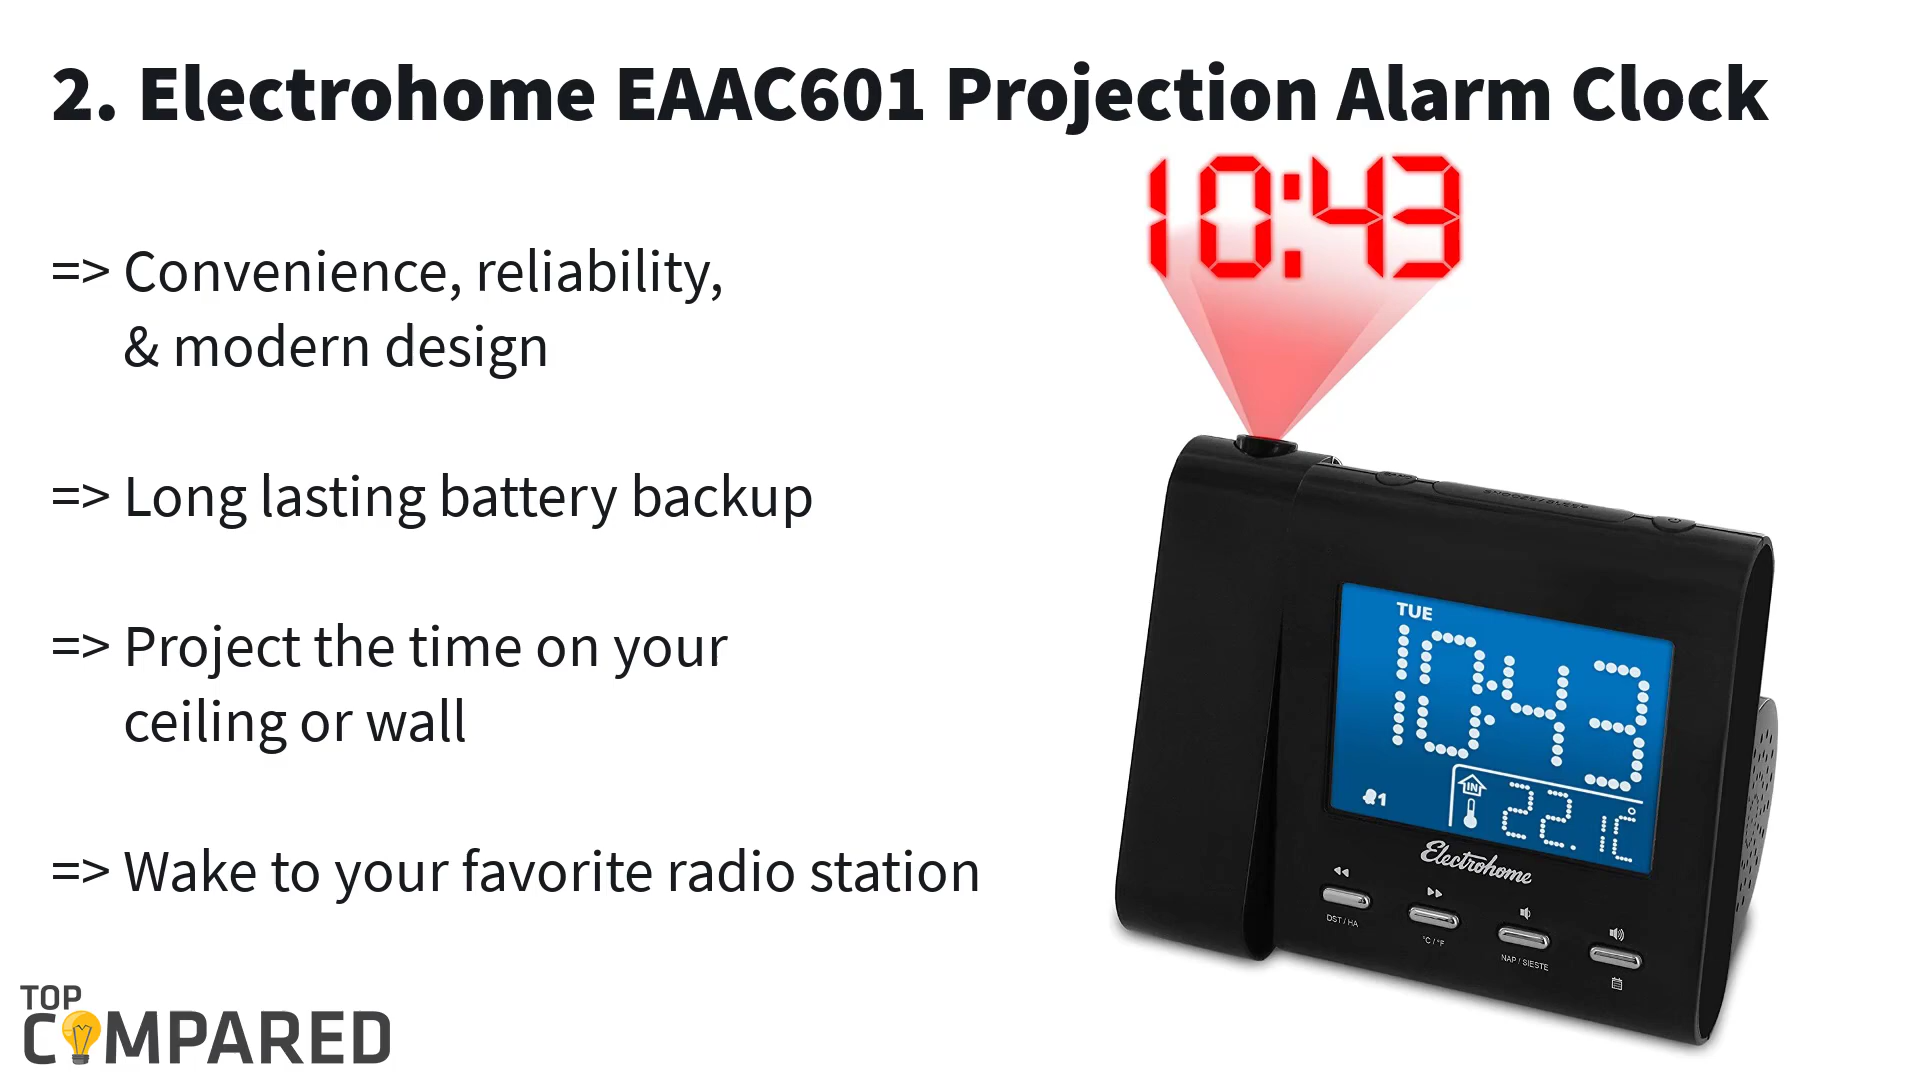 2. Electrohome EAAC601 Projection Alarm Clock
10:43
=> Convenience, reliability,
& modern design
=> Long lasting battery backup
=> Project the time on your
ceiling or wall
=> Wake to your favorite radio station
TUE
10:43
1
IN
22.1°C
Electrohome
DST / HA
°C / °F
NAP / SIESTE
TOP
COMPARED